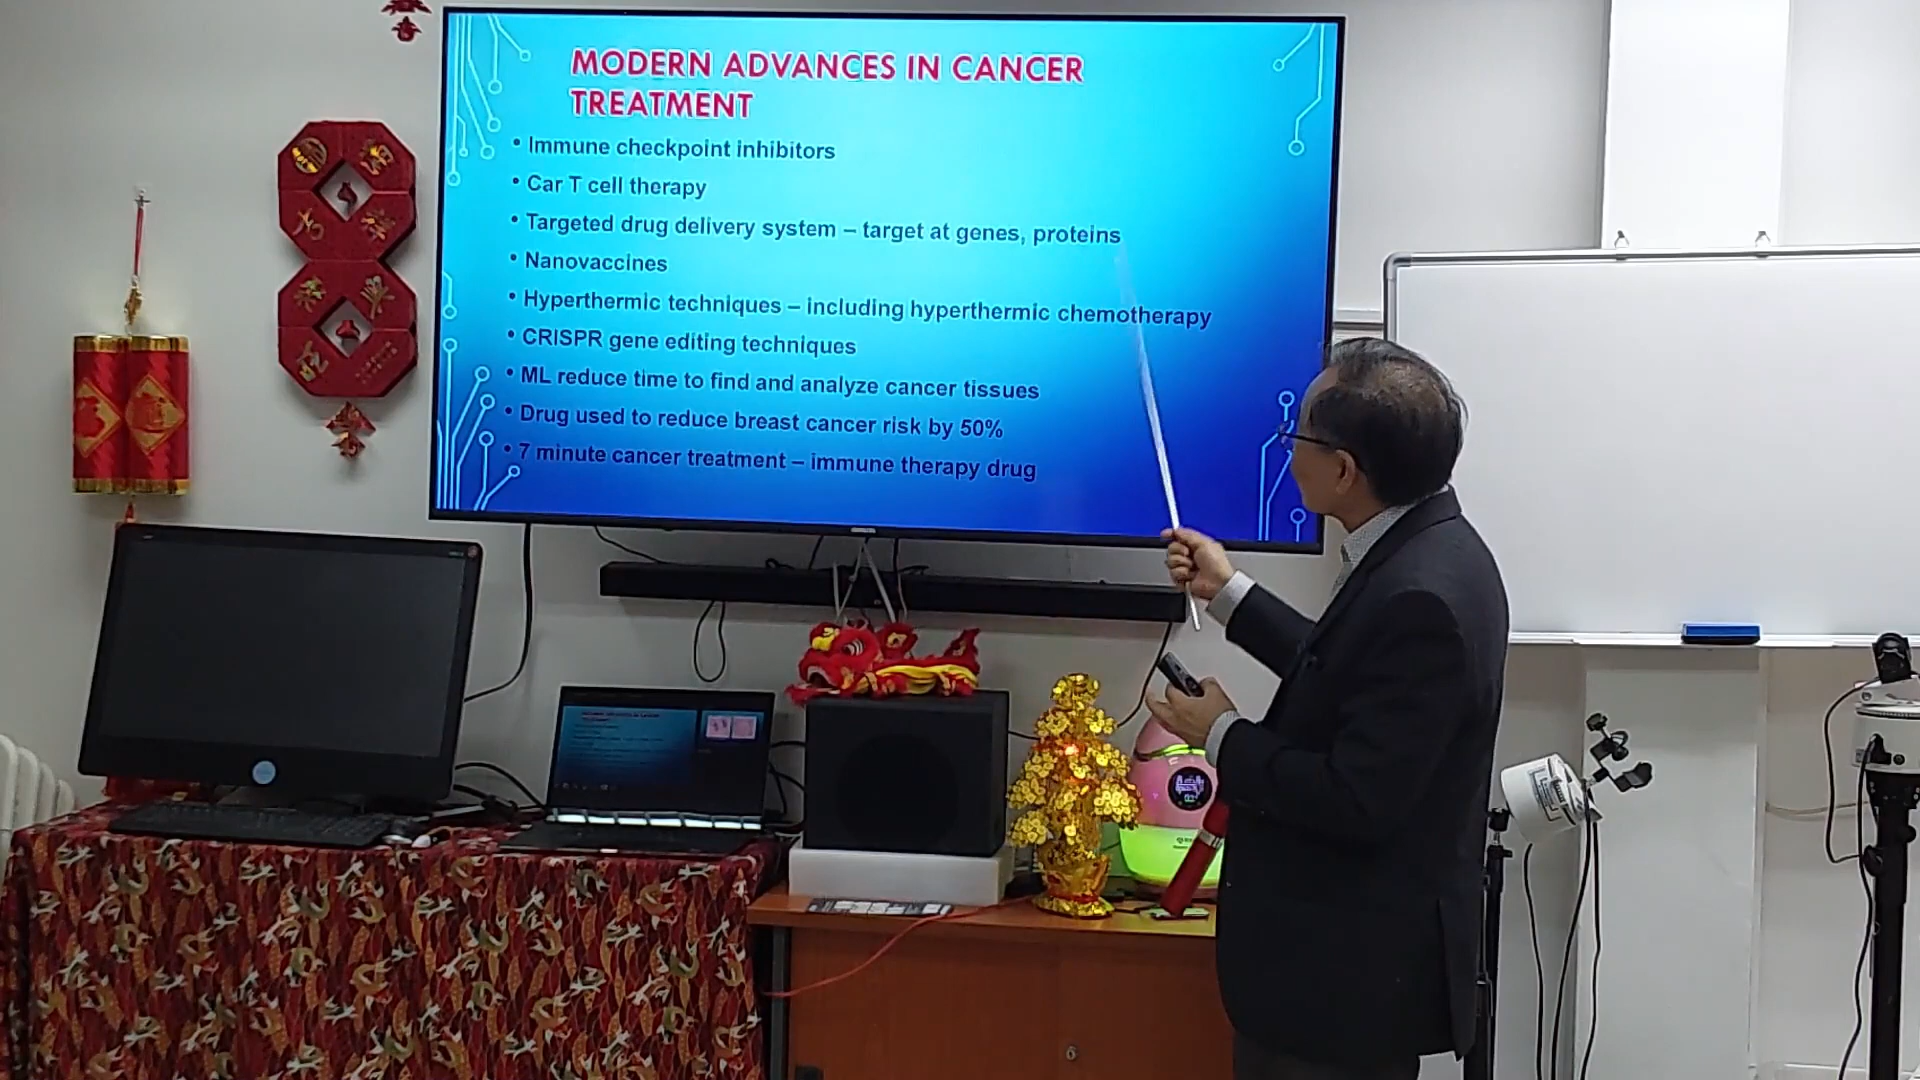 MODERN ADVANCES IN CANCER
TREATMENT
• Immune checkpoint inhibitors
• Car T cell therapy
• Targeted drug delivery system – target at genes, proteins
• Nanovaccines
• Hyperthermic techniques – including hyperthermic chemotherapy
• CRISPR gene editing techniques
• ML reduce time to find and analyze cancer tissues
• Drug used to reduce breast cancer risk by 50%
• 7 minute cancer treatment – immune therapy drug